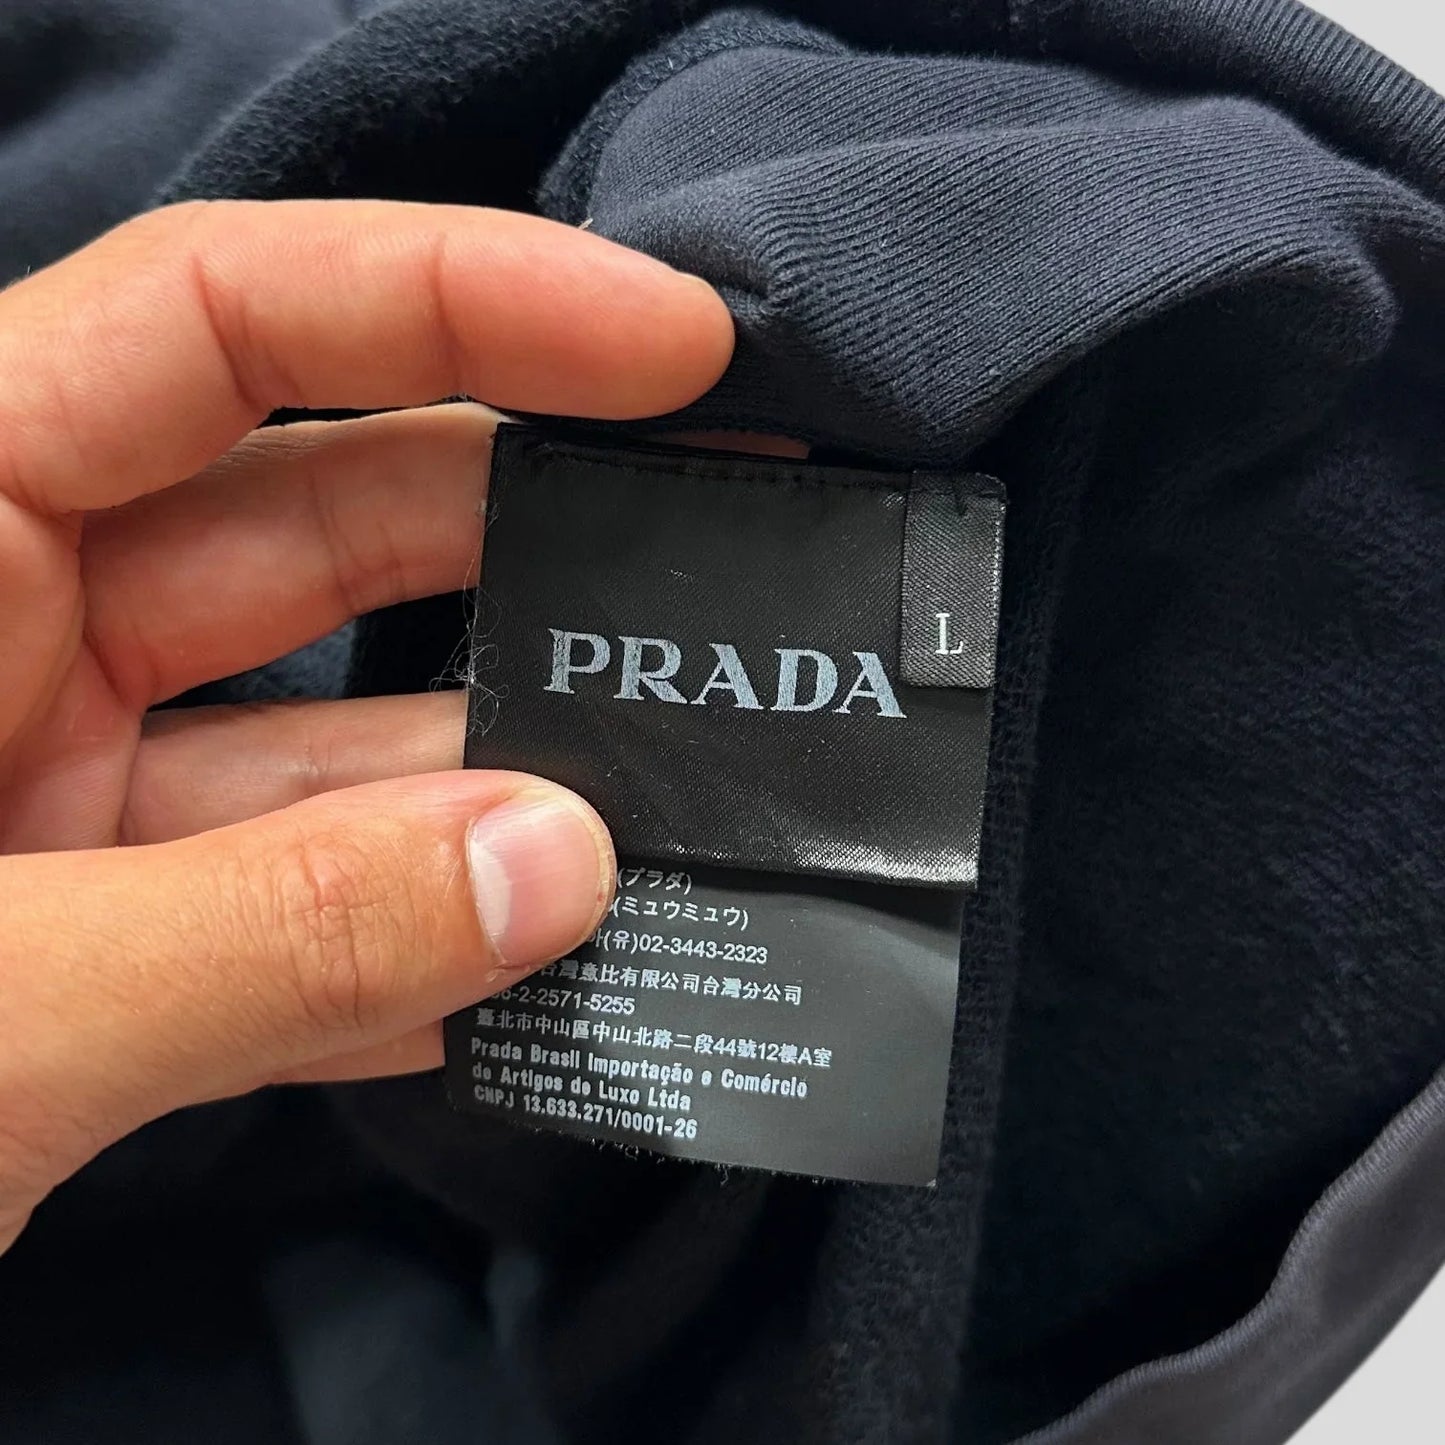 PRADA
L
(プラダ)
(ミュウミュウ)
(유)02-3443-2323
台灣意比有限公司台灣分公司
6-2-2571-5255
臺北市中山區中山北路二段44號12樓A室
Prada Brasil Importação e Comércio
de Artigos de Luxo Ltda
CNPJ 13.633.271/0001-26